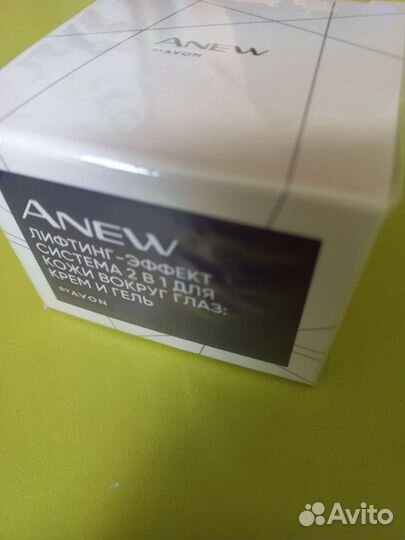 ANEW
BY AVON
ANEW
ЛИФТИНГ-ЭФФЕКТ
СИСТЕМА 2 В 1 ДЛЯ
КОЖИ ВОКРУГ ГЛАЗ:
КРЕМ И ГЕЛЬ
BY AVON
Avito